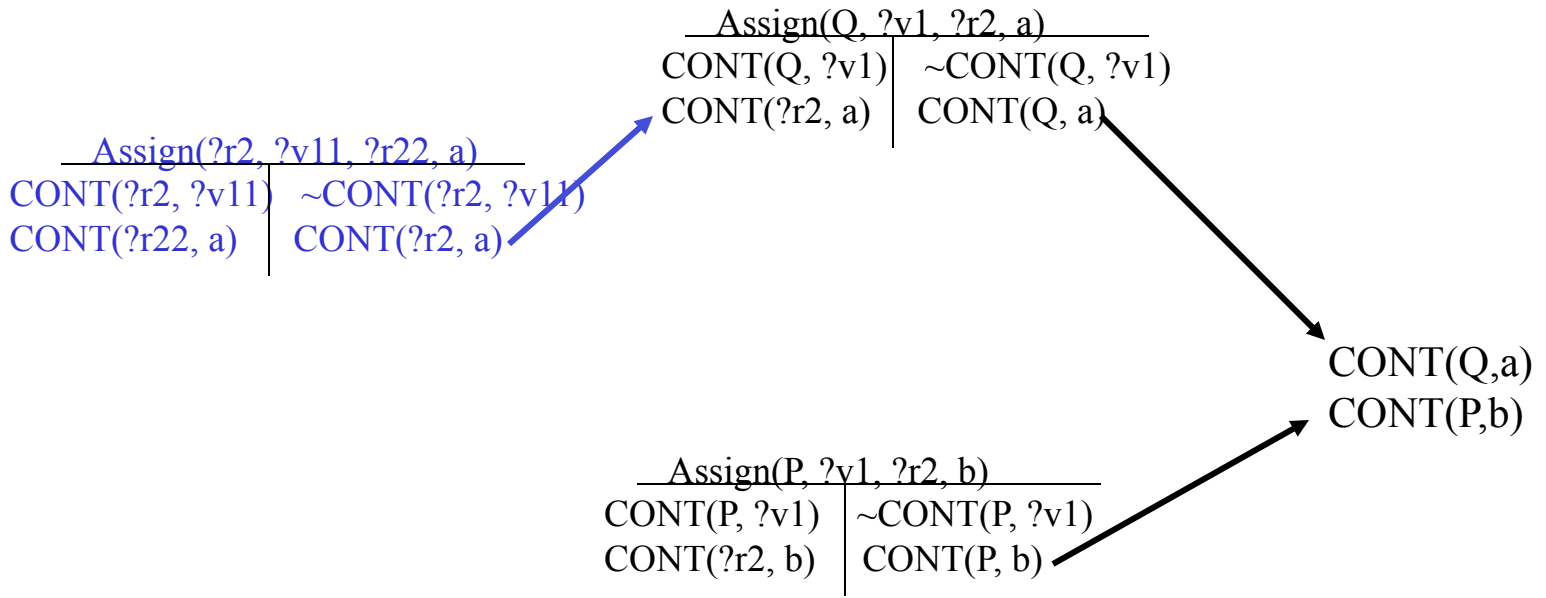 Assign(Q, ?v1, ?r2, a)
CONT(Q, ?v1) ~CONT(Q, ?v1)
CONT(?r2, a) CONT(Q, a)
Assign(?r2, ?v11, ?r22, a)
CONT(?r2, ?v11) ~CONT(?r2, ?v11)
CONT(?r22, a) CONT(?r2, a)
CONT(Q,a)
CONT(P,b)
Assign(P, ?v1, ?r2, b)
CONT(P, ?v1) ~CONT(P, ?v1)
CONT(?r2, b) CONT(P, b)